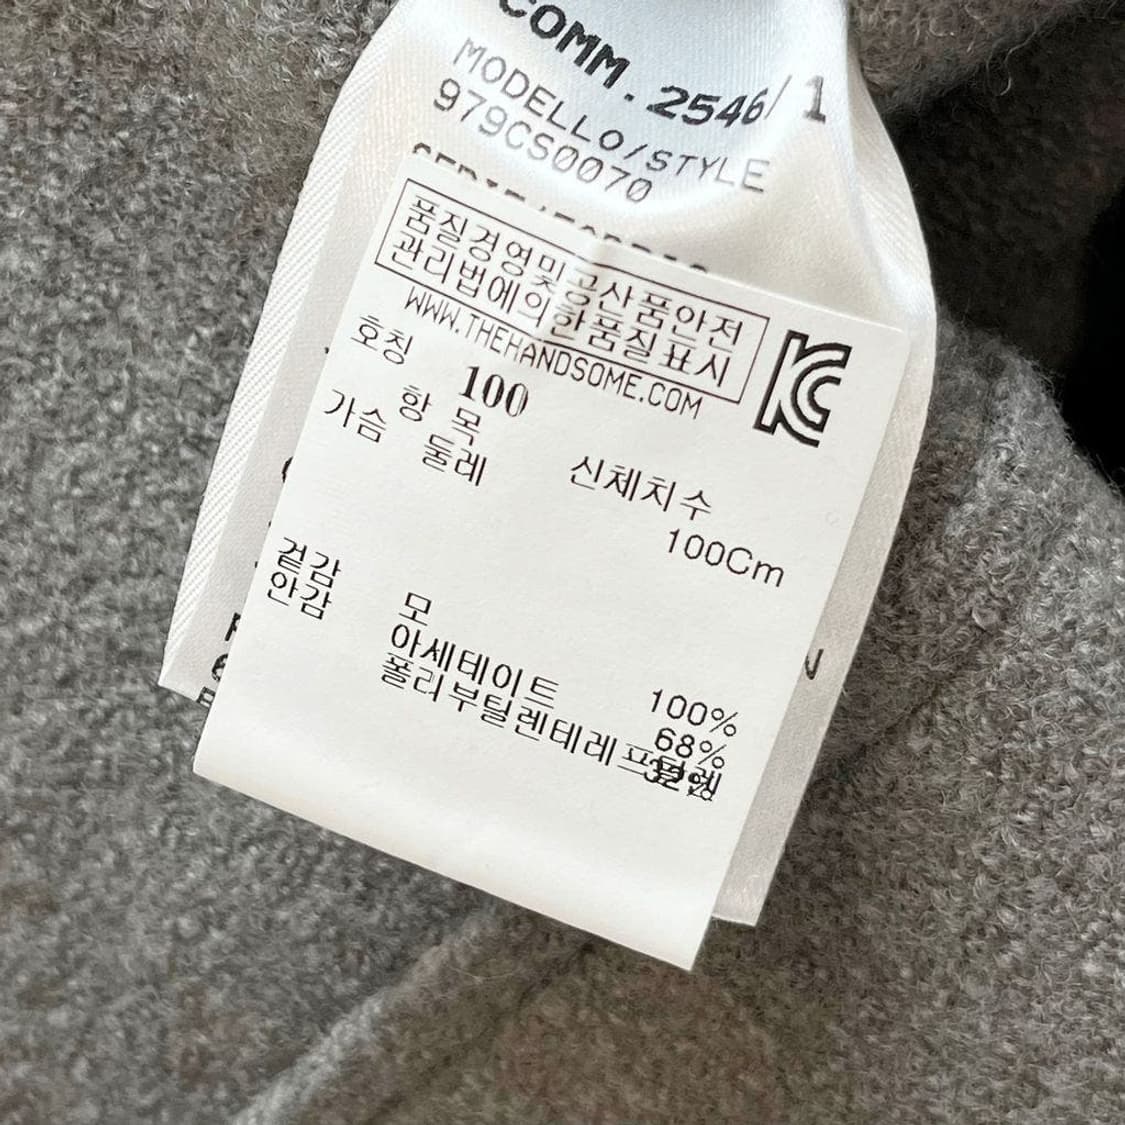 COMM. 2546/ 1
MODELLO/STYLE
979CS0070
품질경영및공산품안전
관리법에의한품질표시
WWW.THEHANDSOME.COM
호칭 100
항 목 신체치수
가슴 둘레 100Cm
겉감 모 100%
안감 아세테이트 68%
폴리부틸렌테레프탈렌 32%